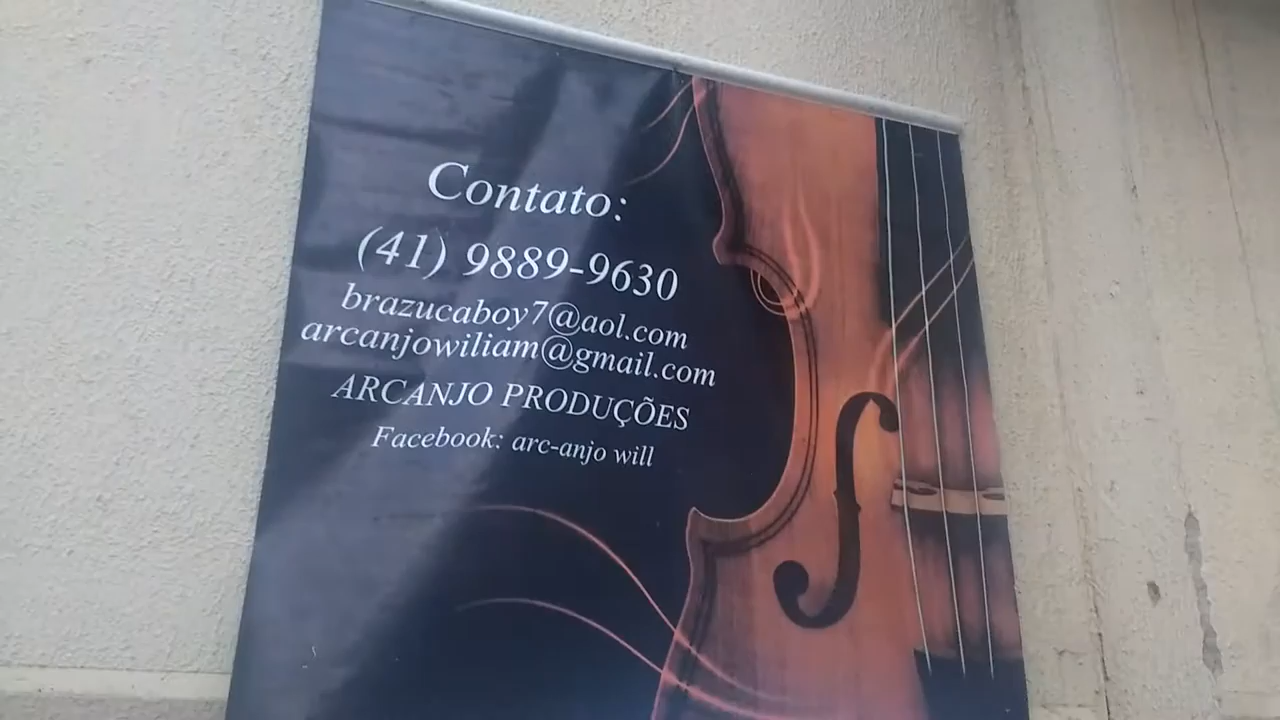 Contato:
(41) 9889-9630
brazucaboy7@aol.com
arcanjowiliam@gmail.com
ARCANJO PRODUÇÕES
Facebook: arc-anjo will